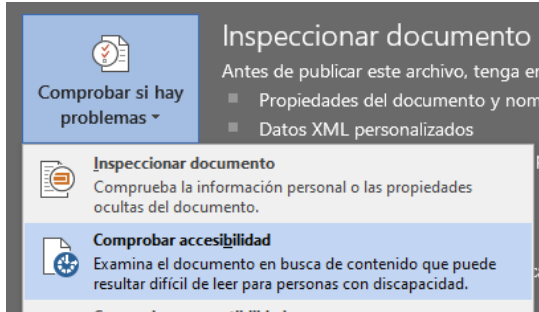 Inspeccionar documento
Antes de publicar este archivo, tenga
Comprobar si hay
problemas
Propiedades del documento y
Datos XML personalizados
Inspeccionar documento
Comprueba la información personal o las propiedades
ocultas del documento.
Comprobar accesibilidad
Examina el documento en busca de contenido que puede
resultar difícil de leer para personas con discapacidad.